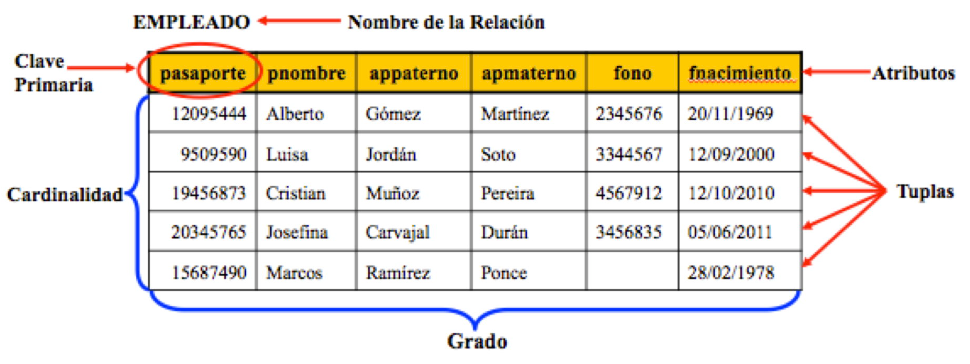 EMPLEADO Nombre de la Relación
Clave
Primaria
pasaporte pnombre appaterno apmaterno fono fnacimiento Atributos
12095444 Alberto Gómez Martínez 2345676 20/11/1969
9509590 Luisa Jordán Soto 3344567 12/09/2000
Cardinalidad 19456873 Cristian Muñoz Pereira 4567912 12/10/2010 Tuplas
20345765 Josefina Carvajal Durán 3456835 05/06/2011
15687490 Marcos Ramírez Ponce 28/02/1978
Grado